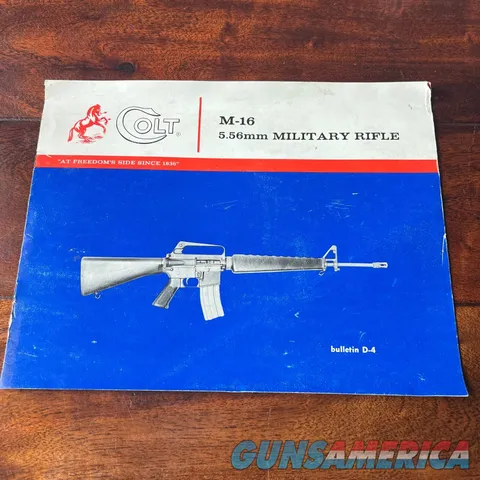 COLT®
M-16
5.56mm MILITARY RIFLE
"AT FREEDOM'S SIDE SINCE 1836"
bulletin D-4
GUNSAMERICA